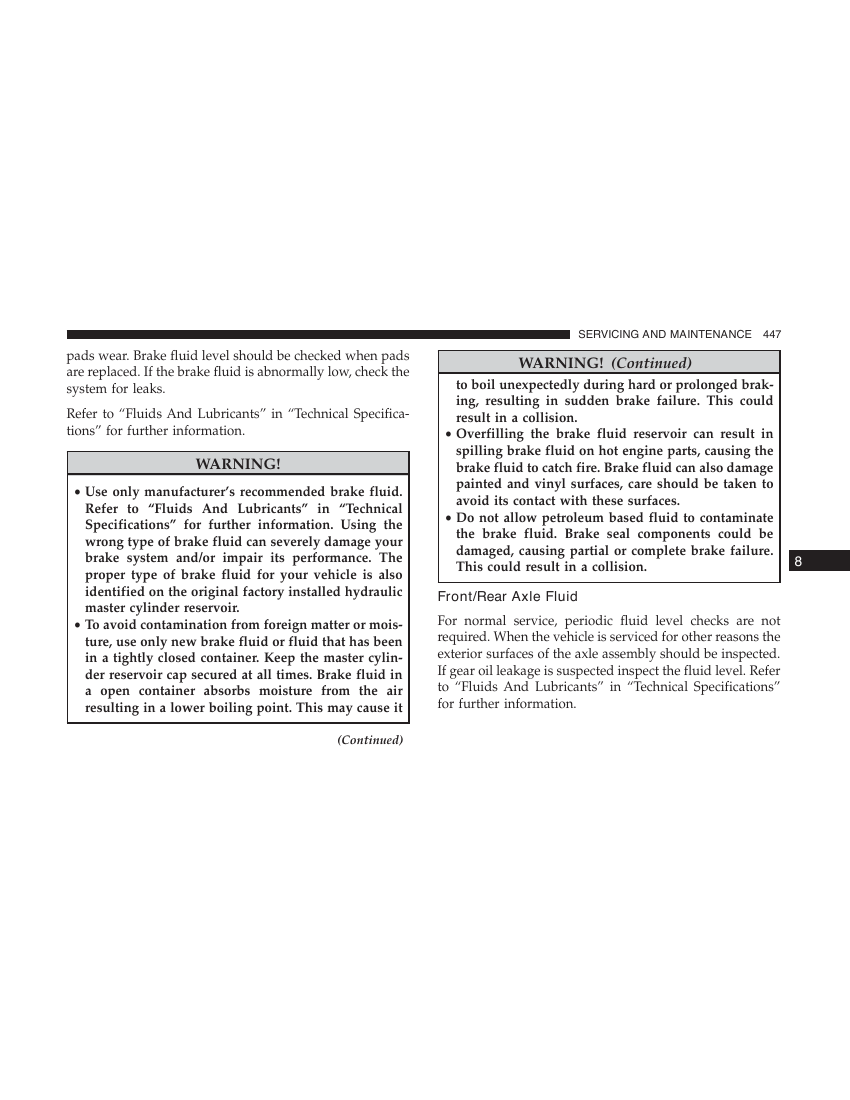 SERVICING AND MAINTENANCE 447
pads wear. Brake fluid level should be checked when pads
are replaced. If the brake fluid is abnormally low, check the
system for leaks.
Refer to “Fluids And Lubricants” in “Technical Specifica-
tions” for further information.
WARNING!
• Use only manufacturer’s recommended brake fluid.
Refer to “Fluids And Lubricants” in “Technical
Specifications” for further information. Using the
wrong type of brake fluid can severely damage your
brake system and/or impair its performance. The
proper type of brake fluid for your vehicle is also
identified on the original factory installed hydraulic
master cylinder reservoir.
• To avoid contamination from foreign matter or mois-
ture, use only new brake fluid or fluid that has been
in a tightly closed container. Keep the master cylin-
der reservoir cap secured at all times. Brake fluid in
a open container absorbs moisture from the air
resulting in a lower boiling point. This may cause it
(Continued)
WARNING! (Continued)
to boil unexpectedly during hard or prolonged brak-
ing, resulting in sudden brake failure. This could
result in a collision.
• Overfilling the brake fluid reservoir can result in
spilling brake fluid on hot engine parts, causing the
brake fluid to catch fire. Brake fluid can also damage
painted and vinyl surfaces, care should be taken to
avoid its contact with these surfaces.
• Do not allow petroleum based fluid to contaminate
the brake fluid. Brake seal components could be
damaged, causing partial or complete brake failure.
This could result in a collision.
Front/Rear Axle Fluid
For normal service, periodic fluid level checks are not
required. When the vehicle is serviced for other reasons the
exterior surfaces of the axle assembly should be inspected.
If gear oil leakage is suspected inspect the fluid level. Refer
to “Fluids And Lubricants” in “Technical Specifications”
for further information.
8